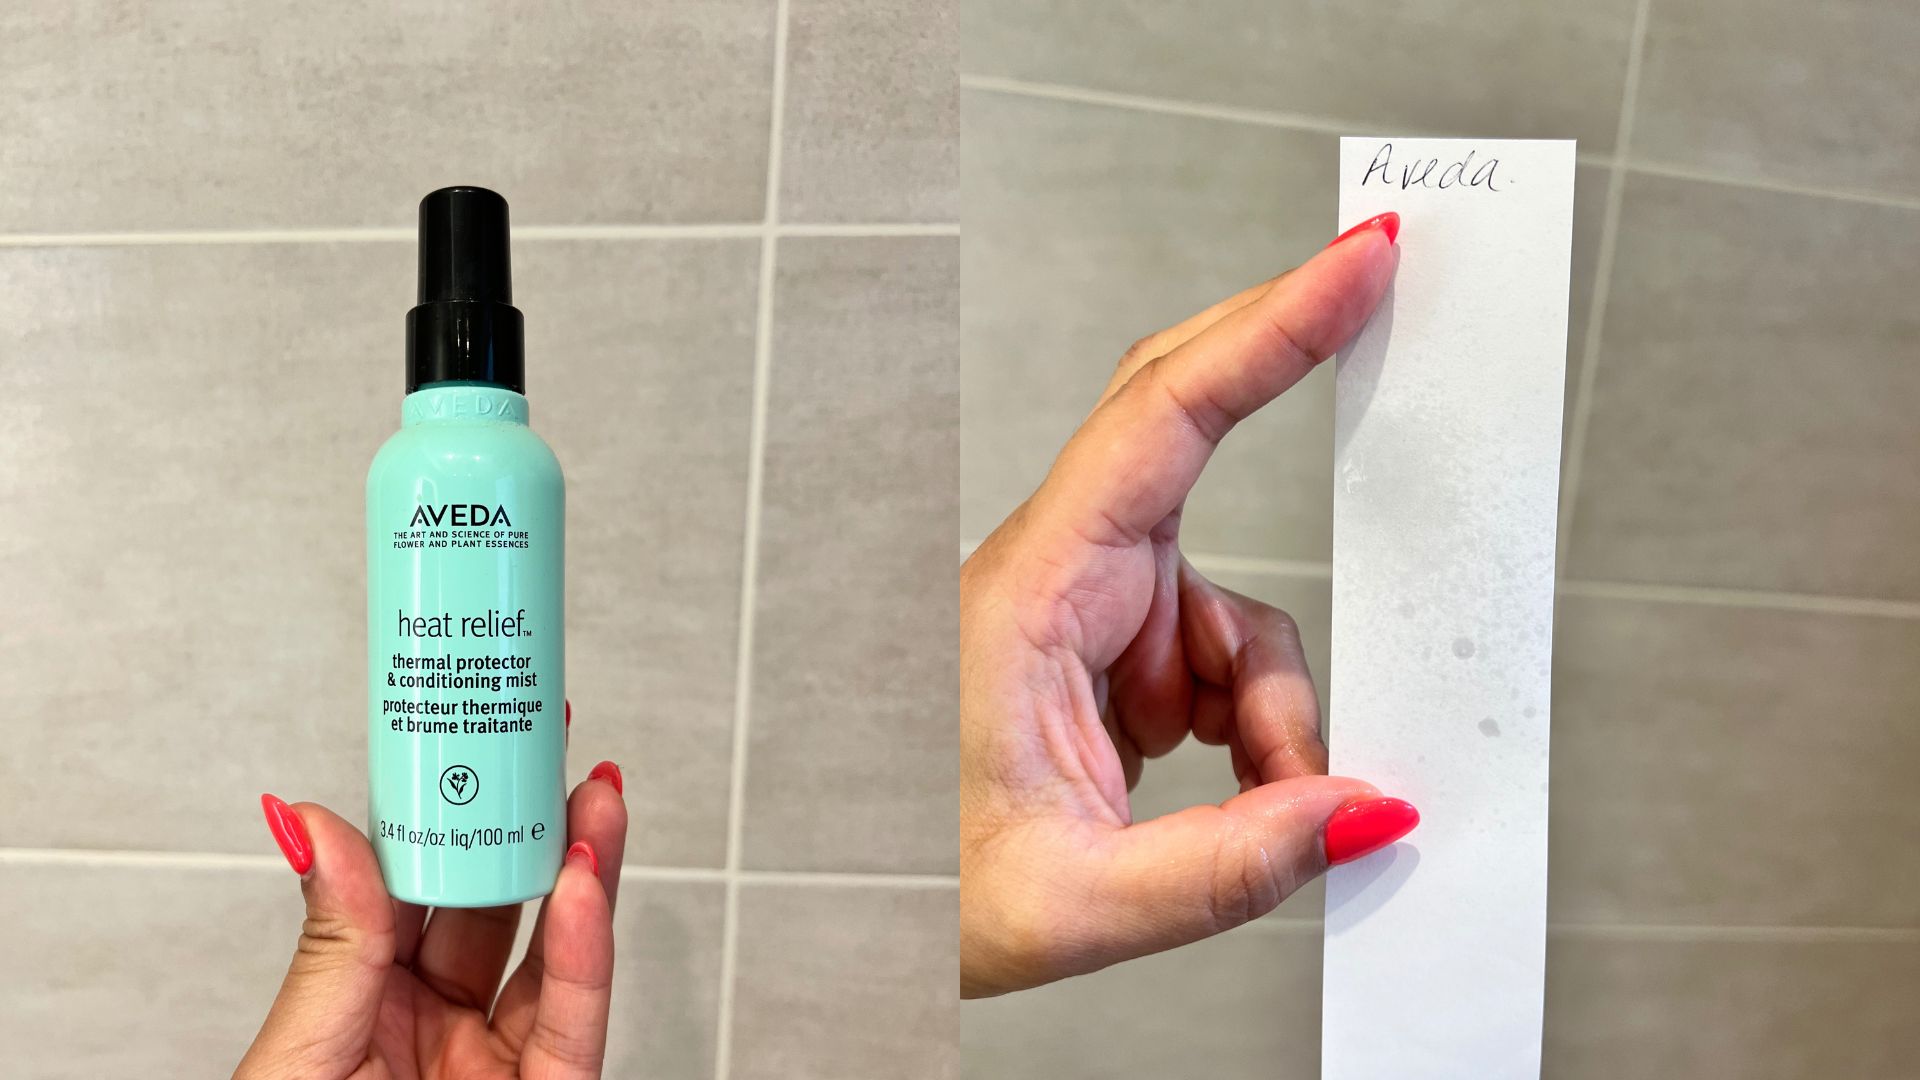 AVEDA
AVEDA
THE ART AND SCIENCE OF PURE
FLOWER AND PLANT ESSENCES
heat relief™
thermal protector
& conditioning mist
protecteur thermique
et brume traitante
3.4 fl oz/oz liq/100 ml ℮
Aveda.